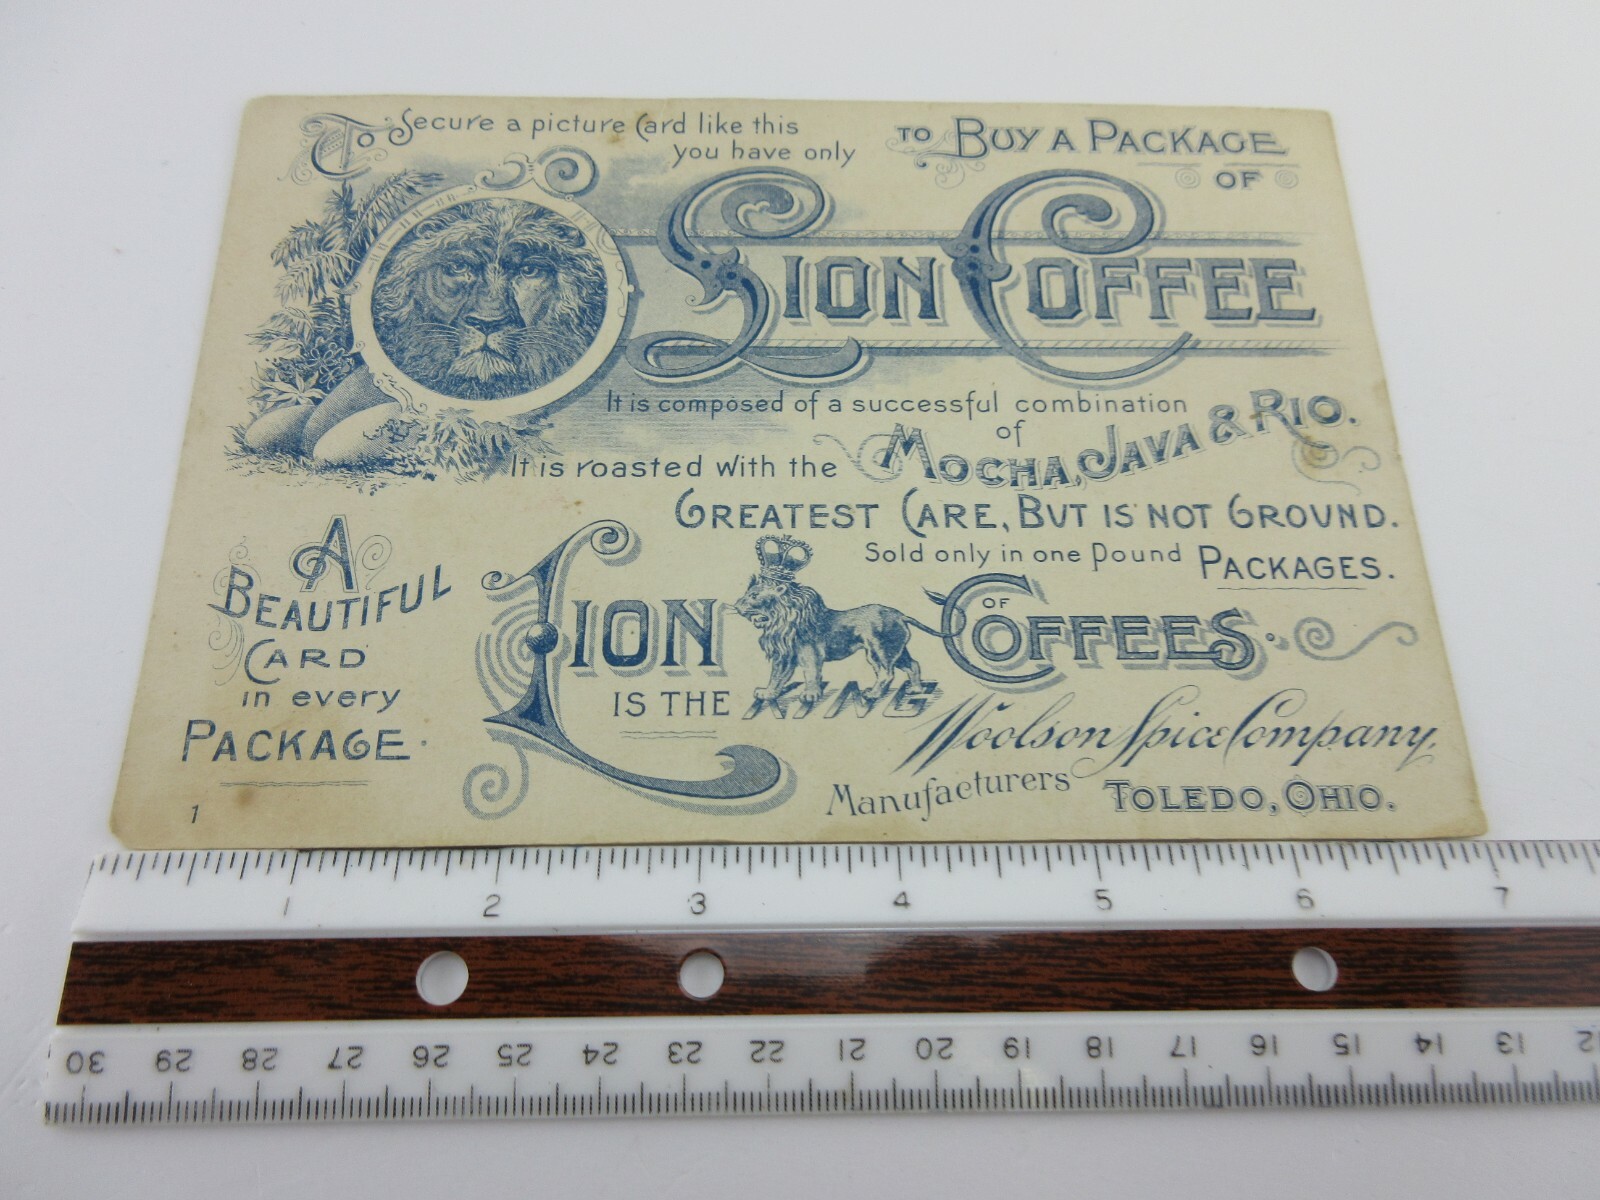 To Secure a picture Card like this
you have only
TO BUY A PACKAGE
OF
LION COFFEE
It is composed of a successful combination
of
MOCHA, JAVA & RIO.
It is roasted with the
GREATEST CARE, BUT IS NOT GROUND.
Sold only in one pound PACKAGES.
A
BEAUTIFUL
CARD
in every
PACKAGE.
LION
IS THE
KING
OF
COFFEES.
Woolson Spice Company,
Manufacturers
TOLEDO, OHIO.
1
1 2 3 4 5 6 7
30 29 28 27 26 25 24 23 22 21 20 19 18 17 16 15 14 13 12